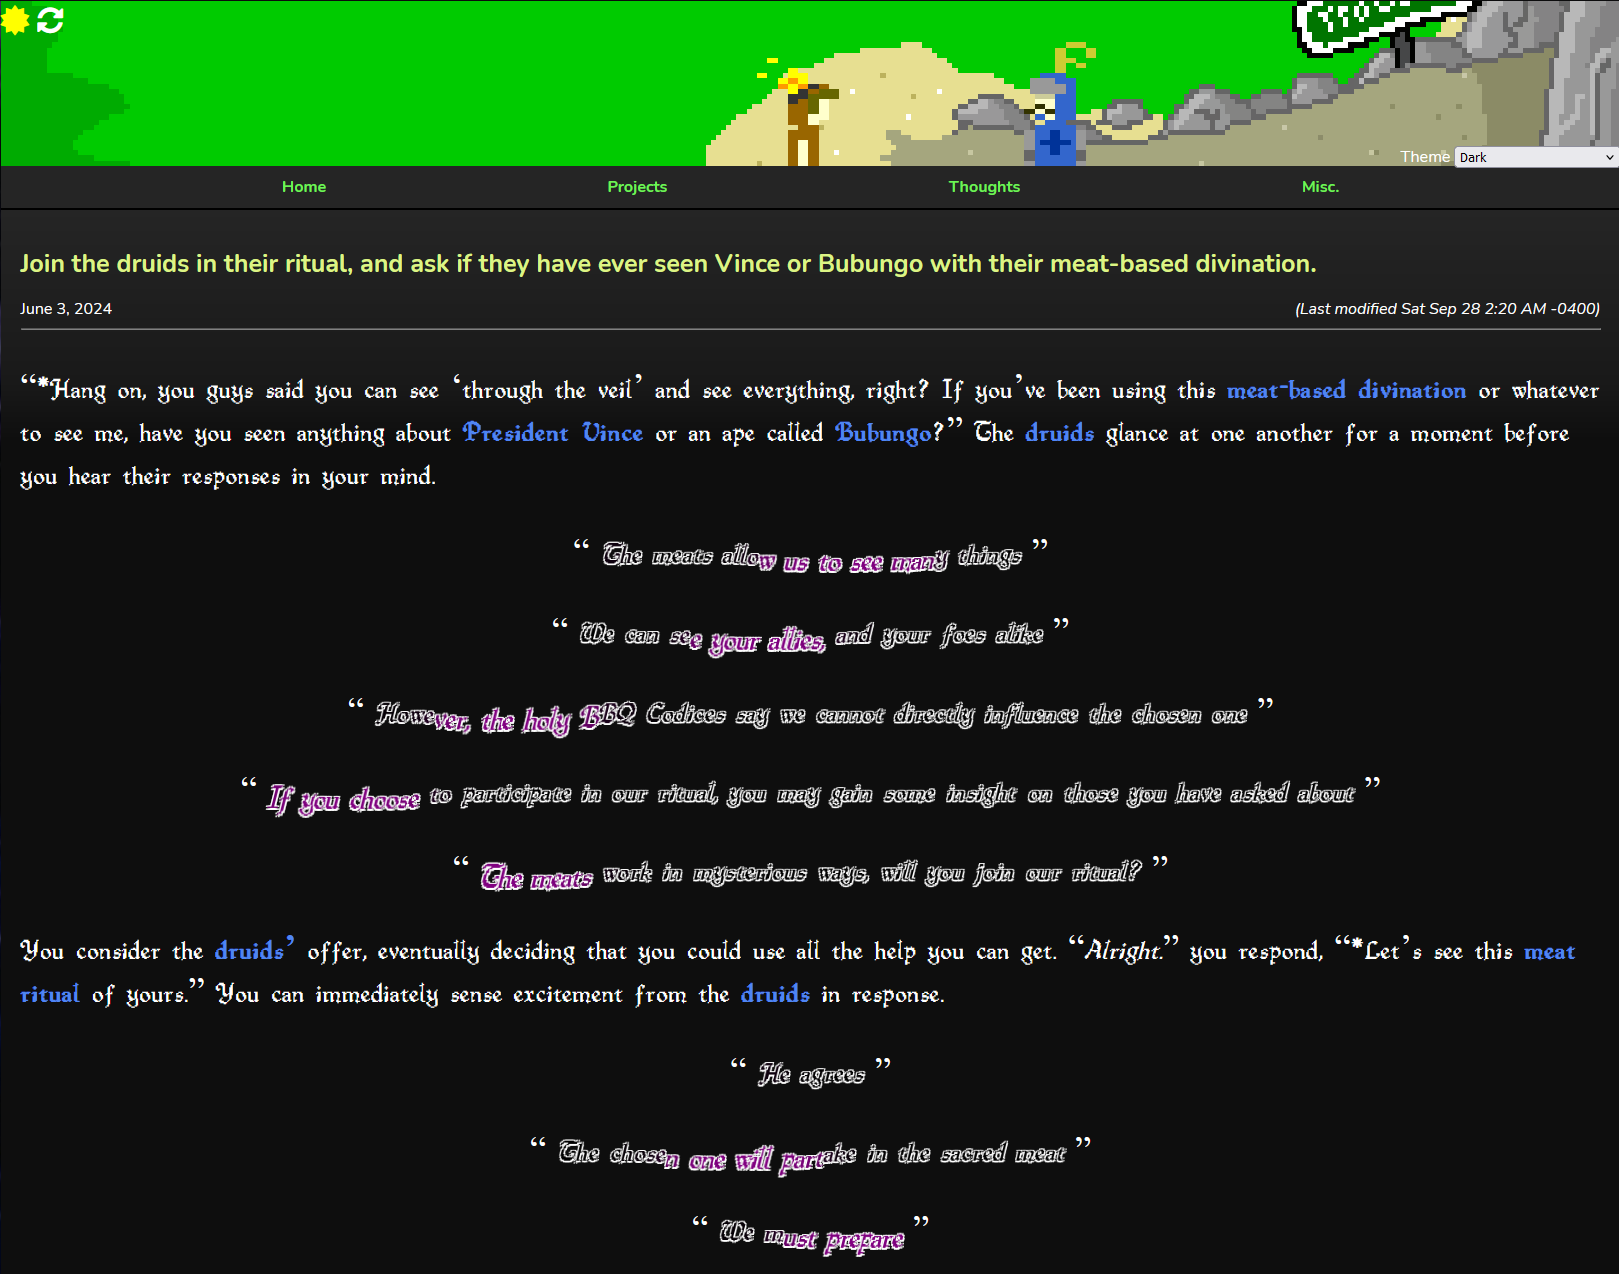 Theme Dark
Home Projects Thoughts Misc.
Join the druids in their ritual, and ask if they have ever seen Vince or Bubungo with their meat-based divination.
June 3, 2024 (Last modified Sat Sep 28 2:20 AM -0400)
“*Hang on, you guys said you can see ‘through the veil’ and see everything, right? If you’ve been using this meat-based divination or whatever
to see me, have you seen anything about President Vince or an ape called Bubungo?” The druids glance at one another for a moment before
you hear their responses in your mind.
“ The meats allow us to see many things ”
“ We can see your allies, and your foes alike ”
“ However, the holy BBQ Codices say we cannot directly influence the chosen one ”
“ If you choose to participate in our ritual, you may gain some insight on those you have asked about ”
“ The meats work in mysterious ways, will you join our ritual? ”
You consider the druids’ offer, eventually deciding that you could use all the help you can get. “Alright.” you respond, “*Let’s see this meat
ritual of yours.” You can immediately sense excitement from the druids in response.
“ He agrees ”
“ The chosen one will partake in the sacred meat ”
“ We must prepare ”